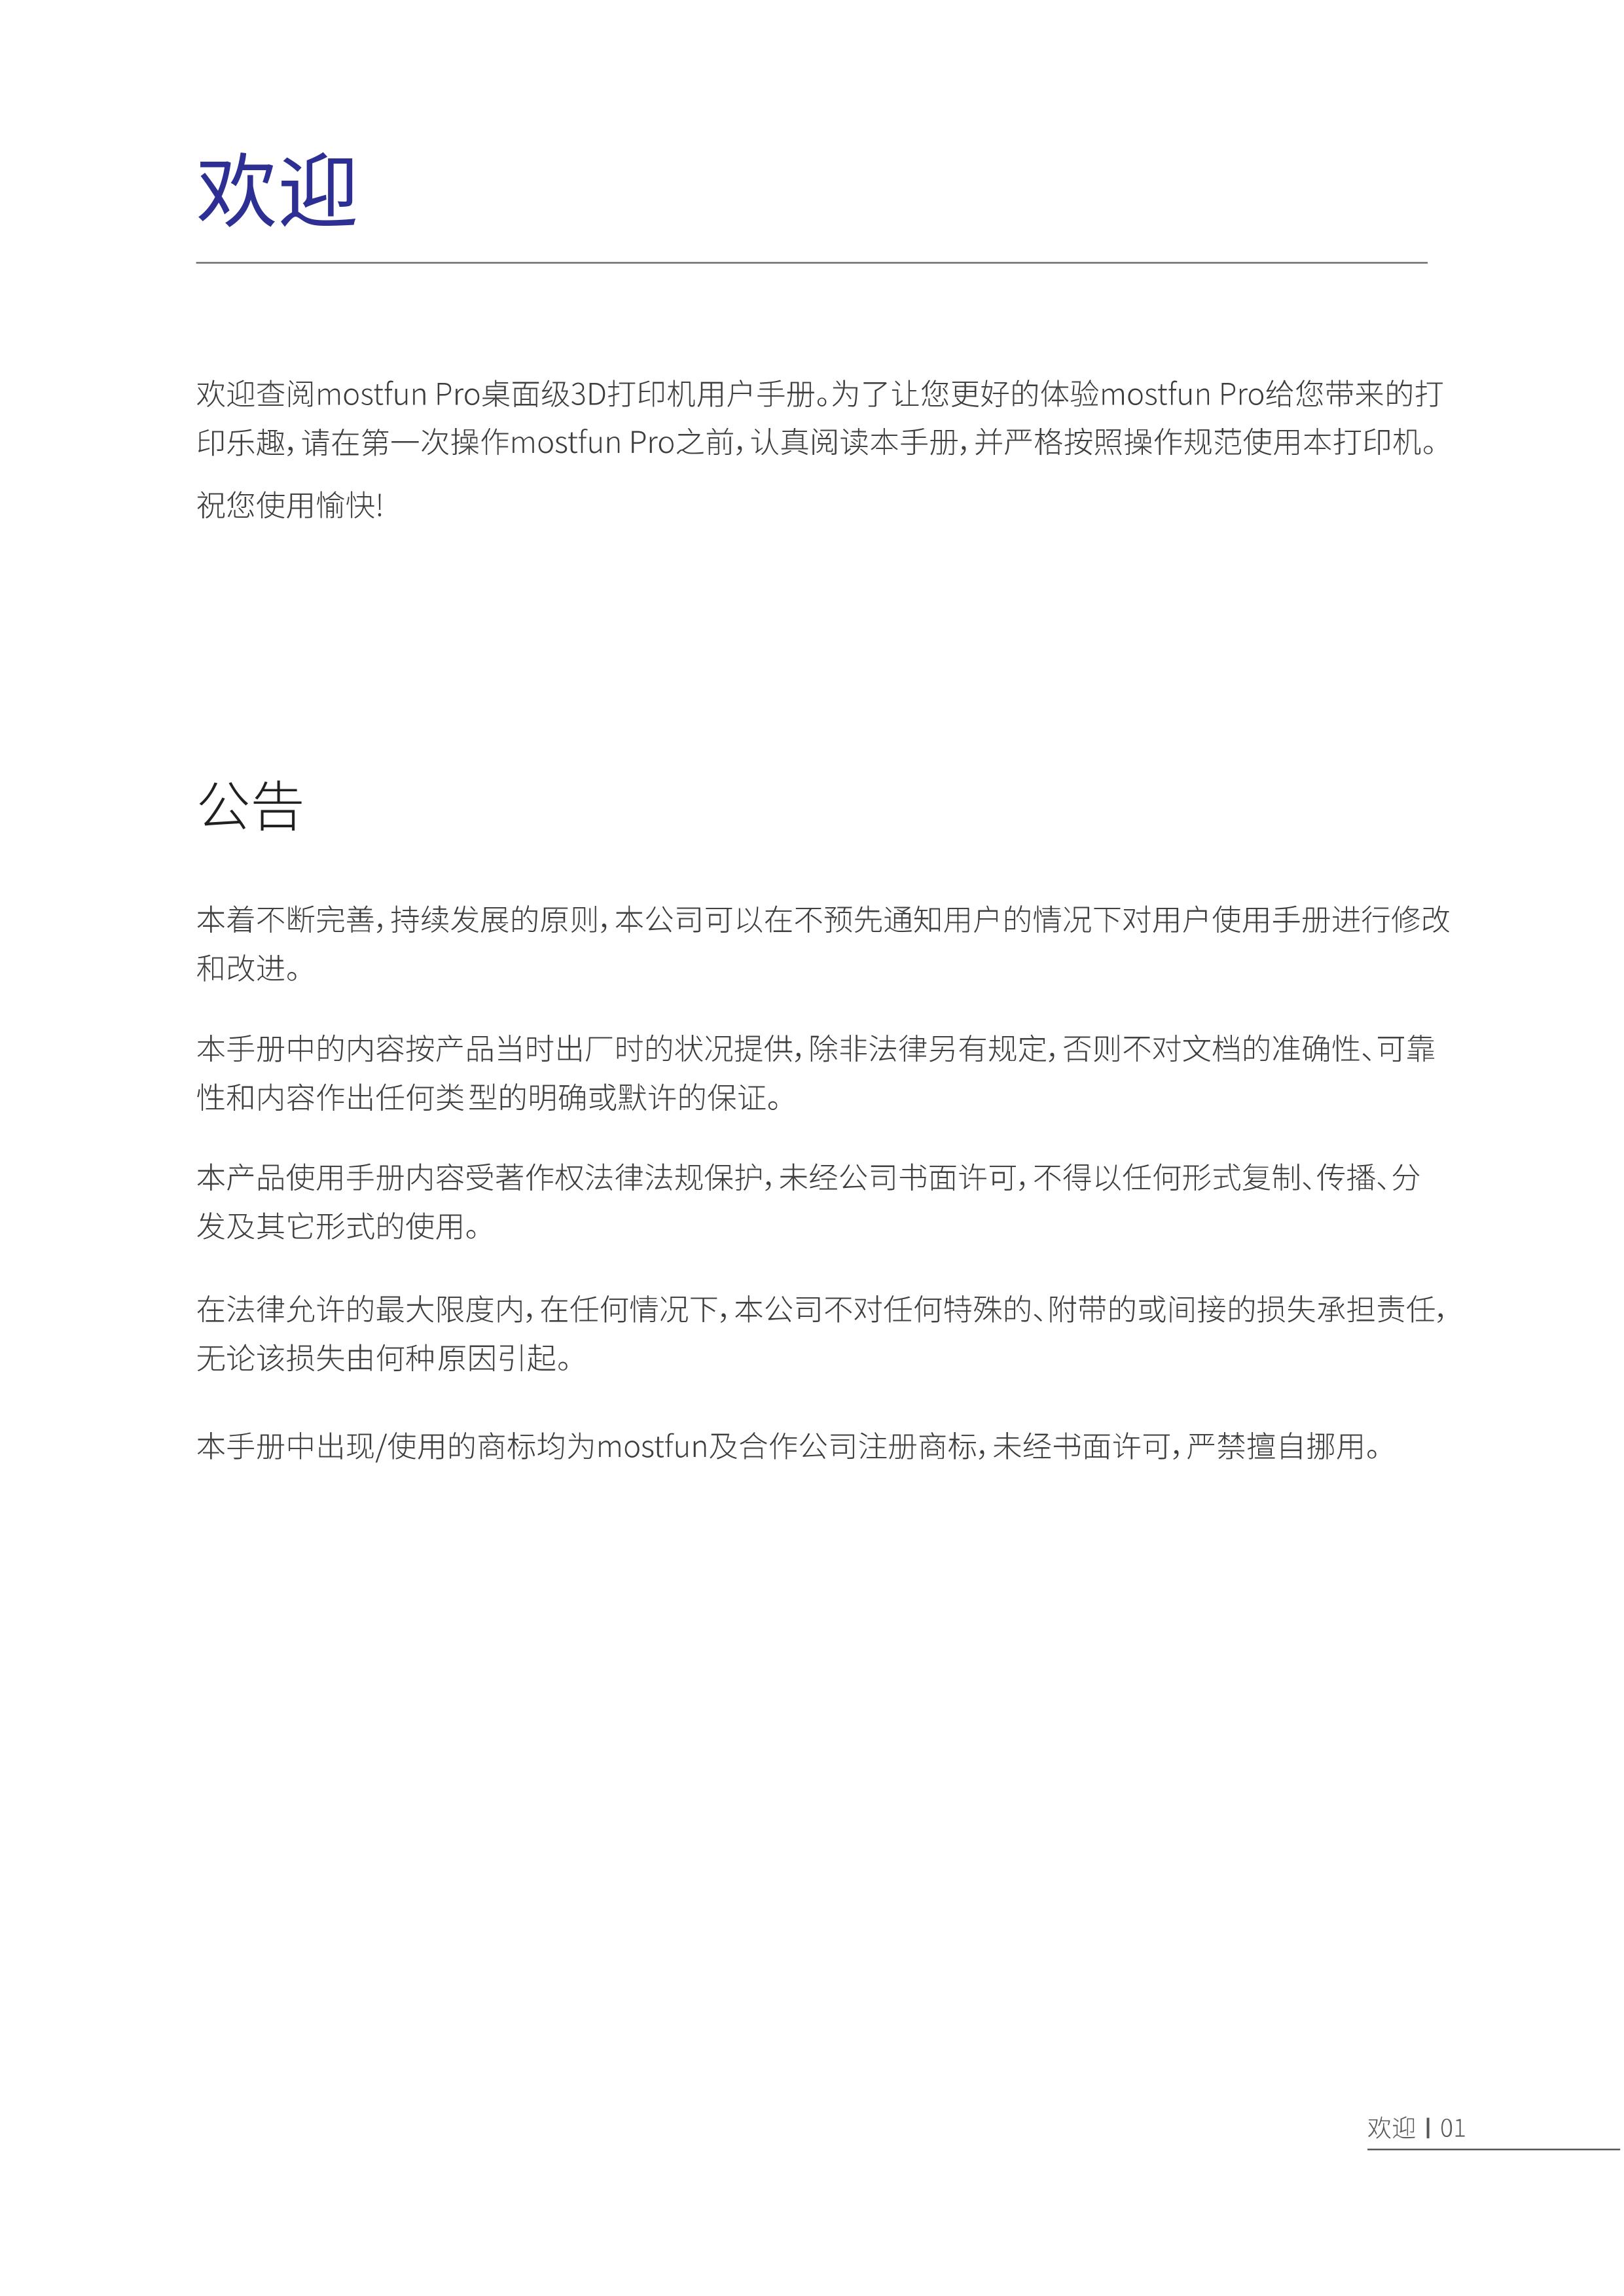 欢迎
欢迎查阅mostfun Pro桌面级3D打印机用户手册。为了让您更好的体验mostfun Pro给您带来的打
印乐趣，请在第一次操作mostfun Pro之前，认真阅读本手册，并严格按照操作规范使用本打印机。
祝您使用愉快!
公告
本着不断完善，持续发展的原则，本公司可以在不预先通知用户的情况下对用户使用手册进行修改
和改进。
本手册中的内容按产品当时出厂时的状况提供，除非法律另有规定，否则不对文档的准确性、可靠
性和内容作出任何类型的明确或默许的保证。
本产品使用手册内容受著作权法律法规保护，未经公司书面许可，不得以任何形式复制、传播、分
发及其它形式的使用。
在法律允许的最大限度内，在任何情况下，本公司不对任何特殊的、附带的或间接的损失承担责任，
无论该损失由何种原因引起。
本手册中出现/使用的商标均为mostfun及合作公司注册商标，未经书面许可，严禁擅自挪用。
欢迎 | 01